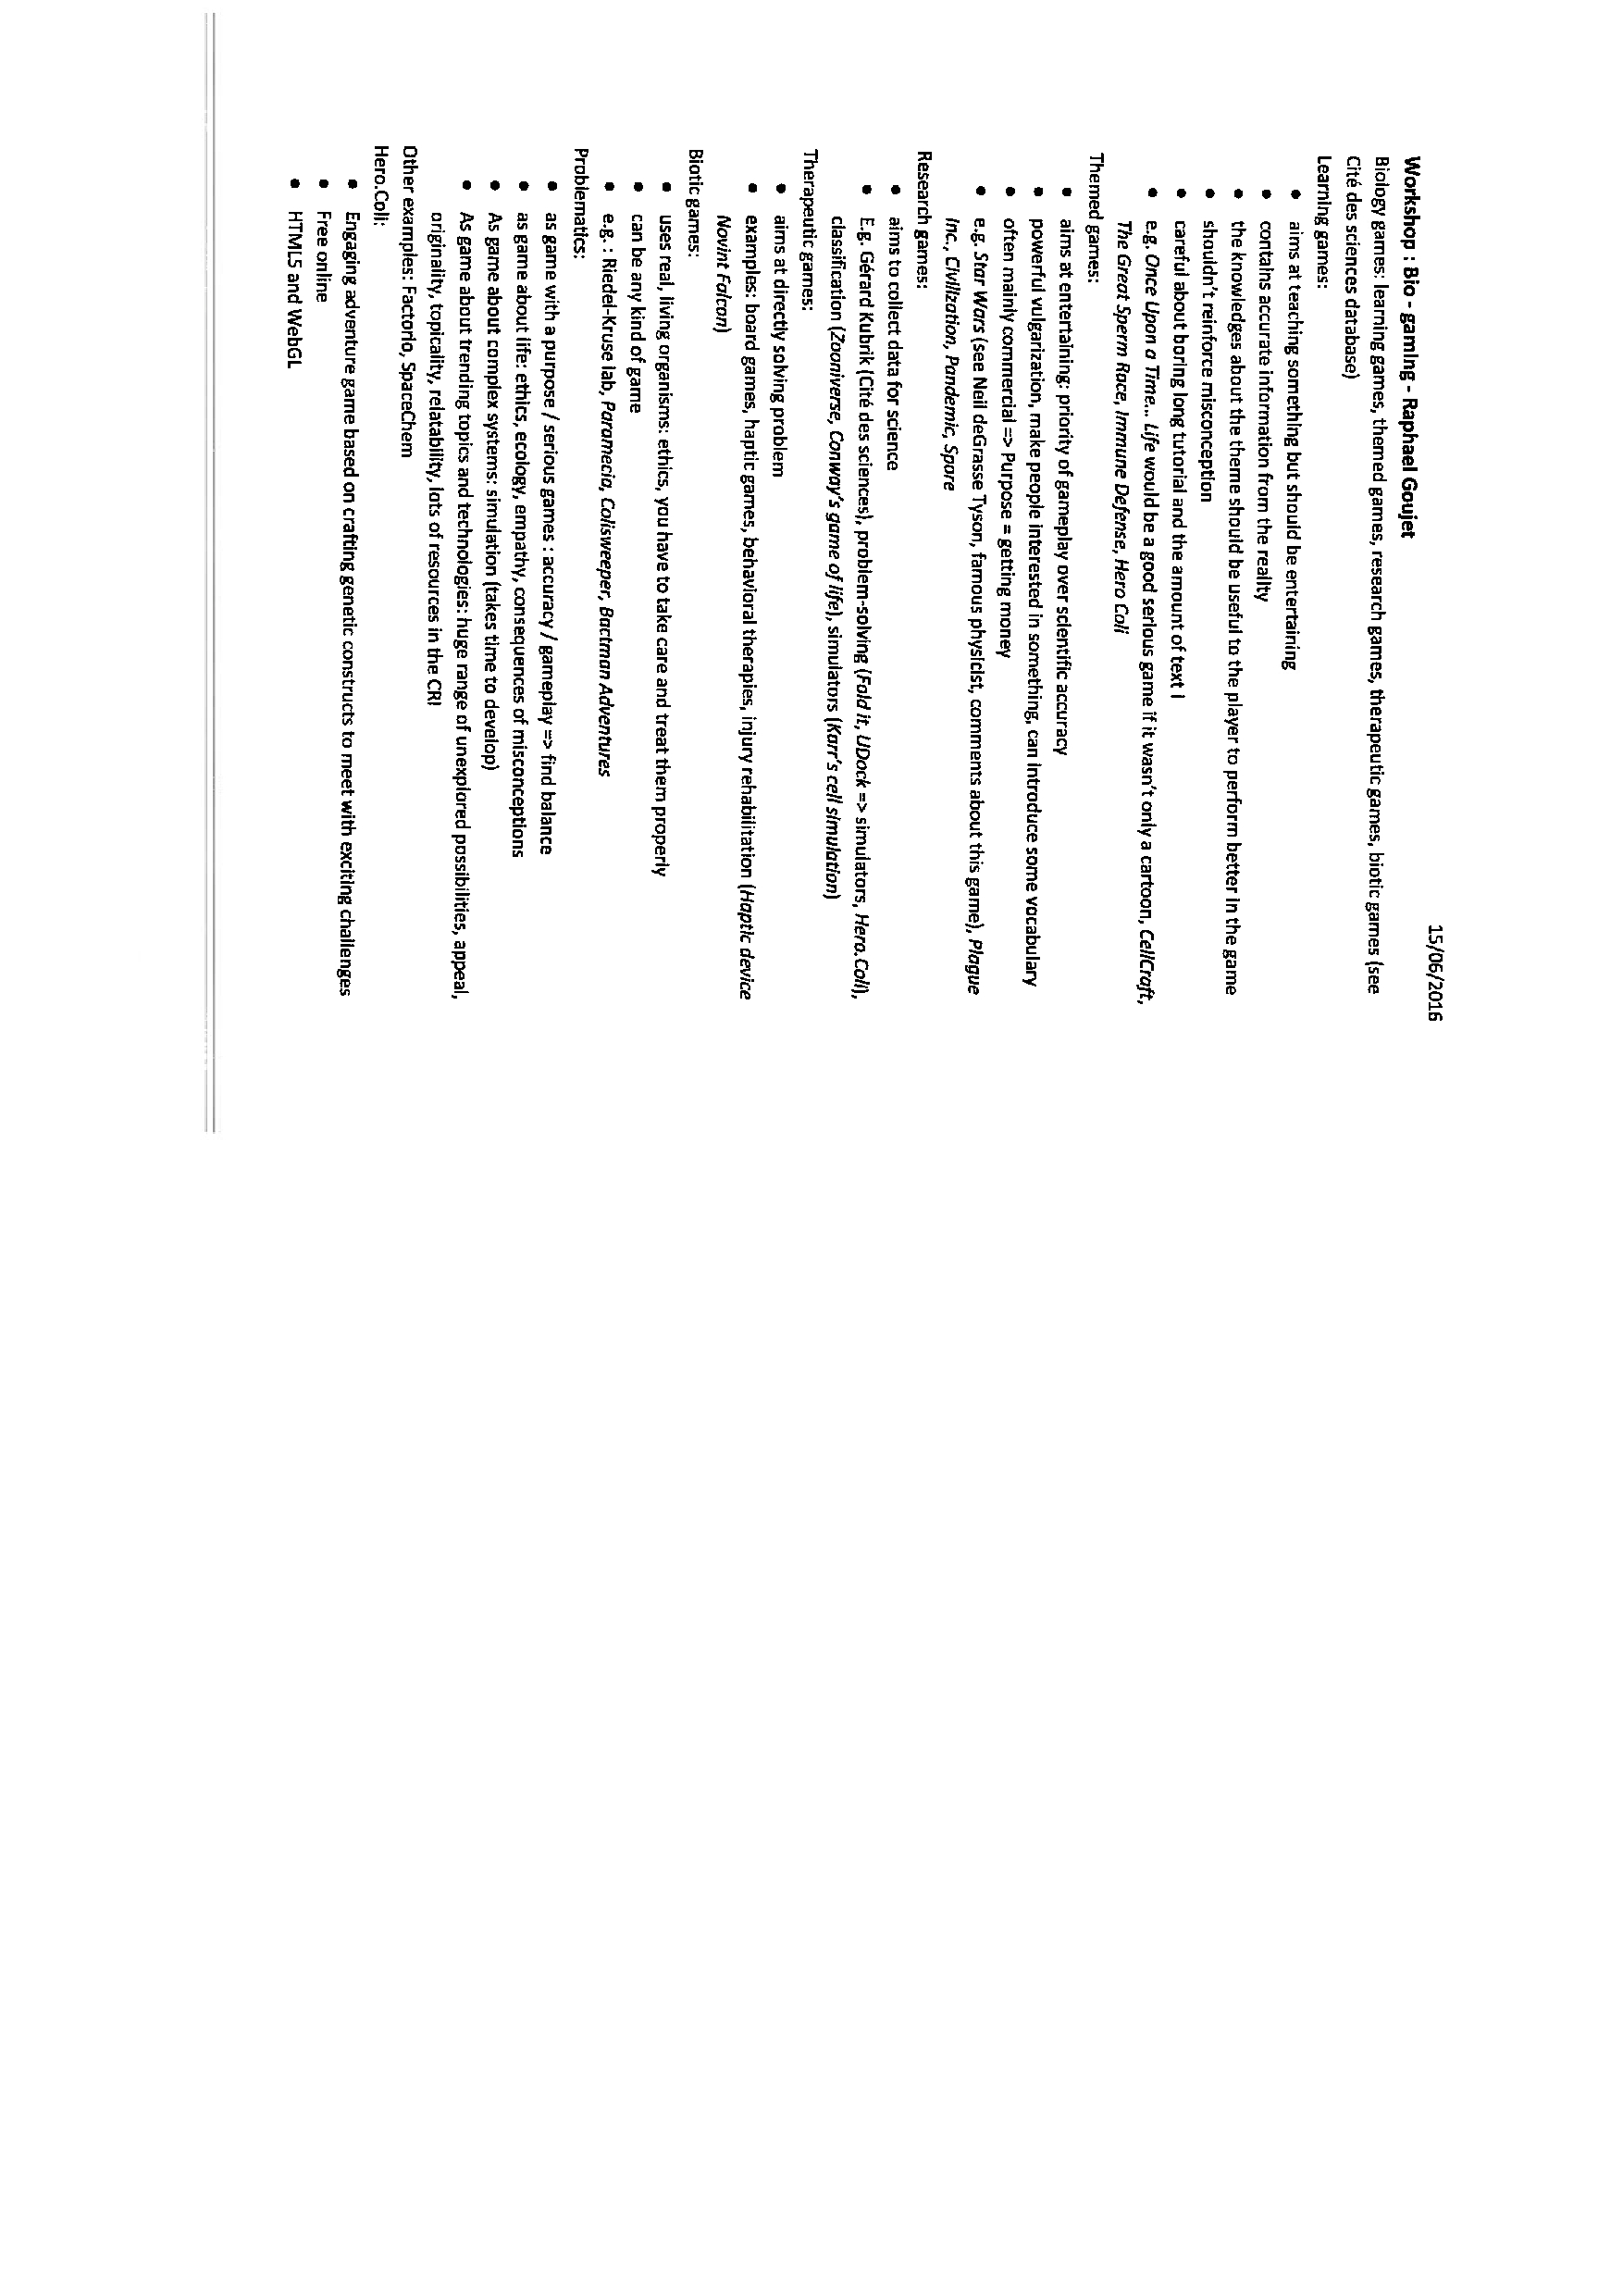 15/06/2016
Workshop : Bio - gaming - Raphael Goujet
Biology games: learning games, themed games, research games, therapeutic games, biotic games (see
Cité des sciences database)
Learning games:
• aims at teaching something but should be entertaining
• contains accurate information from the reality
• the knowledges about the theme should be useful to the player to perform better in the game
• shouldn't reinforce misconception
• careful about boring long tutorial and the amount of text !
• e.g. Once Upon a Time... Life would be a good serious game if it wasn't only a cartoon, CellCraft,
The Great Sperm Race, Immune Defense, Hero Coli
Themed games:
• aims at entertaining: priority of gameplay over scientific accuracy
• powerful vulgarization, make people interested in something, can introduce some vocabulary
• often mainly commercial => Purpose = getting money
• e.g. Star Wars (see Neil deGrasse Tyson, famous physicist, comments about this game), Plague
Inc., Civilization, Pandemic, Spore
Research games:
• aims to collect data for science
• E.g. Gérard Kubrik (Cité des sciences), problem-solving (Fold it, UDock => simulators, Hero.Coli),
classification (Zooniverse, Conway's game of life), simulators (Karr's cell simulation)
Therapeutic games:
• aims at directly solving problem
• examples: board games, haptic games, behavioral therapies, injury rehabilitation (Haptic device
Novint Falcon)
Biotic games:
• uses real, living organisms: ethics, you have to take care and treat them properly
• can be any kind of game
• e.g. : Riedel-Kruse lab, Paramecia, Colisweeper, Bactman Adventures
Problematics:
• as game with a purpose / serious games : accuracy / gameplay => find balance
• as game about life: ethics, ecology, empathy, consequences of misconceptions
• As game about complex systems: simulation (takes time to develop)
• As game about trending topics and technologies: huge range of unexplored possibilities, appeal,
originality, topicality, relatability, lots of resources in the CRI
Other examples: Factorio, SpaceChem
Hero.Coli:
• Engaging adventure game based on crafting genetic constructs to meet with exciting challenges
• Free online
• HTML5 and WebGL